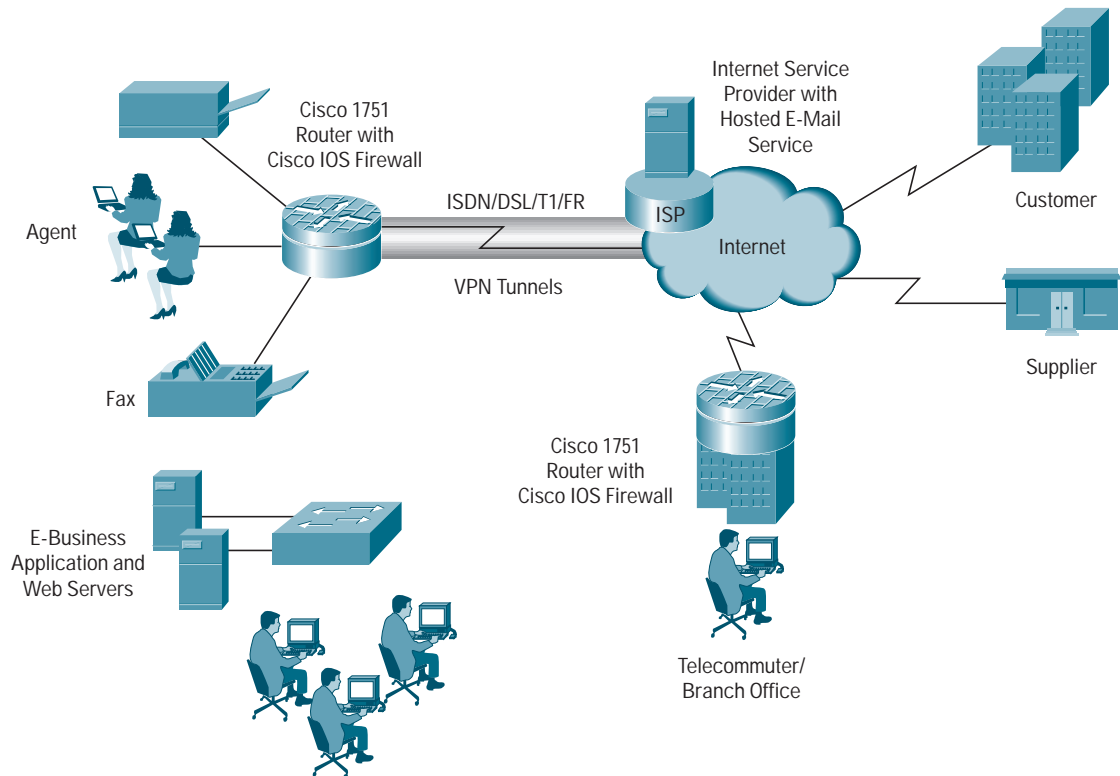 Cisco 1751
Router with
Cisco IOS Firewall
Internet Service
Provider with
Hosted E-Mail
Service
Customer
Agent
ISDN/DSL/T1/FR
ISP
Internet
VPN Tunnels
Supplier
Fax
Cisco 1751
Router with
Cisco IOS Firewall
E-Business
Application and
Web Servers
Telecommuter/
Branch Office